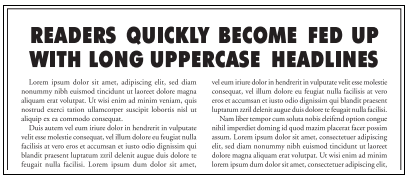 READERS QUICKLY BECOME FED UP
WITH LONG UPPERCASE HEADLINES
Lorem ipsum dolor sit amet, adipiscing elit, sed diam
nonummy nibh euismod tincidunt ut laoreet dolore magna
aliquam erat volutpat. Ut wisi enim ad minim veniam, quis
nostrud exerci tation ullamcorper suscipit lobortis nisl ut
aliquip ex ea commodo consequat.
Duis autem vel eum iriure dolor in hendrerit in vulputate
velit esse molestie consequat, vel illum dolore eu feugiat nulla
facilisis at vero eros et accumsan et iusto odio dignissim qui
blandit praesent luptatum zzril delenit augue duis dolore te
feugait nulla facilisi. Lorem ipsum dolor sit amet,
vel eum iriure dolor in hendrerit in vulputate velit esse molestie
consequat, vel illum dolore eu feugiat nulla facilisis at vero
eros et accumsan et iusto odio dignissim qui blandit praesent
luptatum zzril delenit augue duis dolore te feugait nulla facilisi.
Nam liber tempor cum soluta nobis eleifend option congue
nihil imperdiet doming id quod mazim placerat facer possim
assum. Lorem ipsum dolor sit amet, consectetuer adipiscing
elit, sed diam nonummy nibh euismod tincidunt ut laoreet
dolore magna aliquam erat volutpat. Ut wisi enim ad minim
lorem ipsum dolor sit amet, consectetuer adipiscing elit, sed